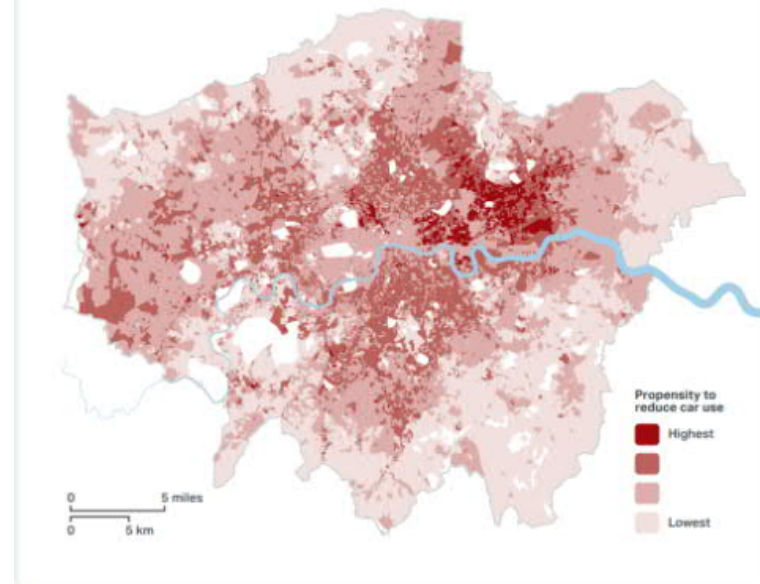 Propensity to
reduce car use
Highest
Lowest
0 5 miles
0 5 km